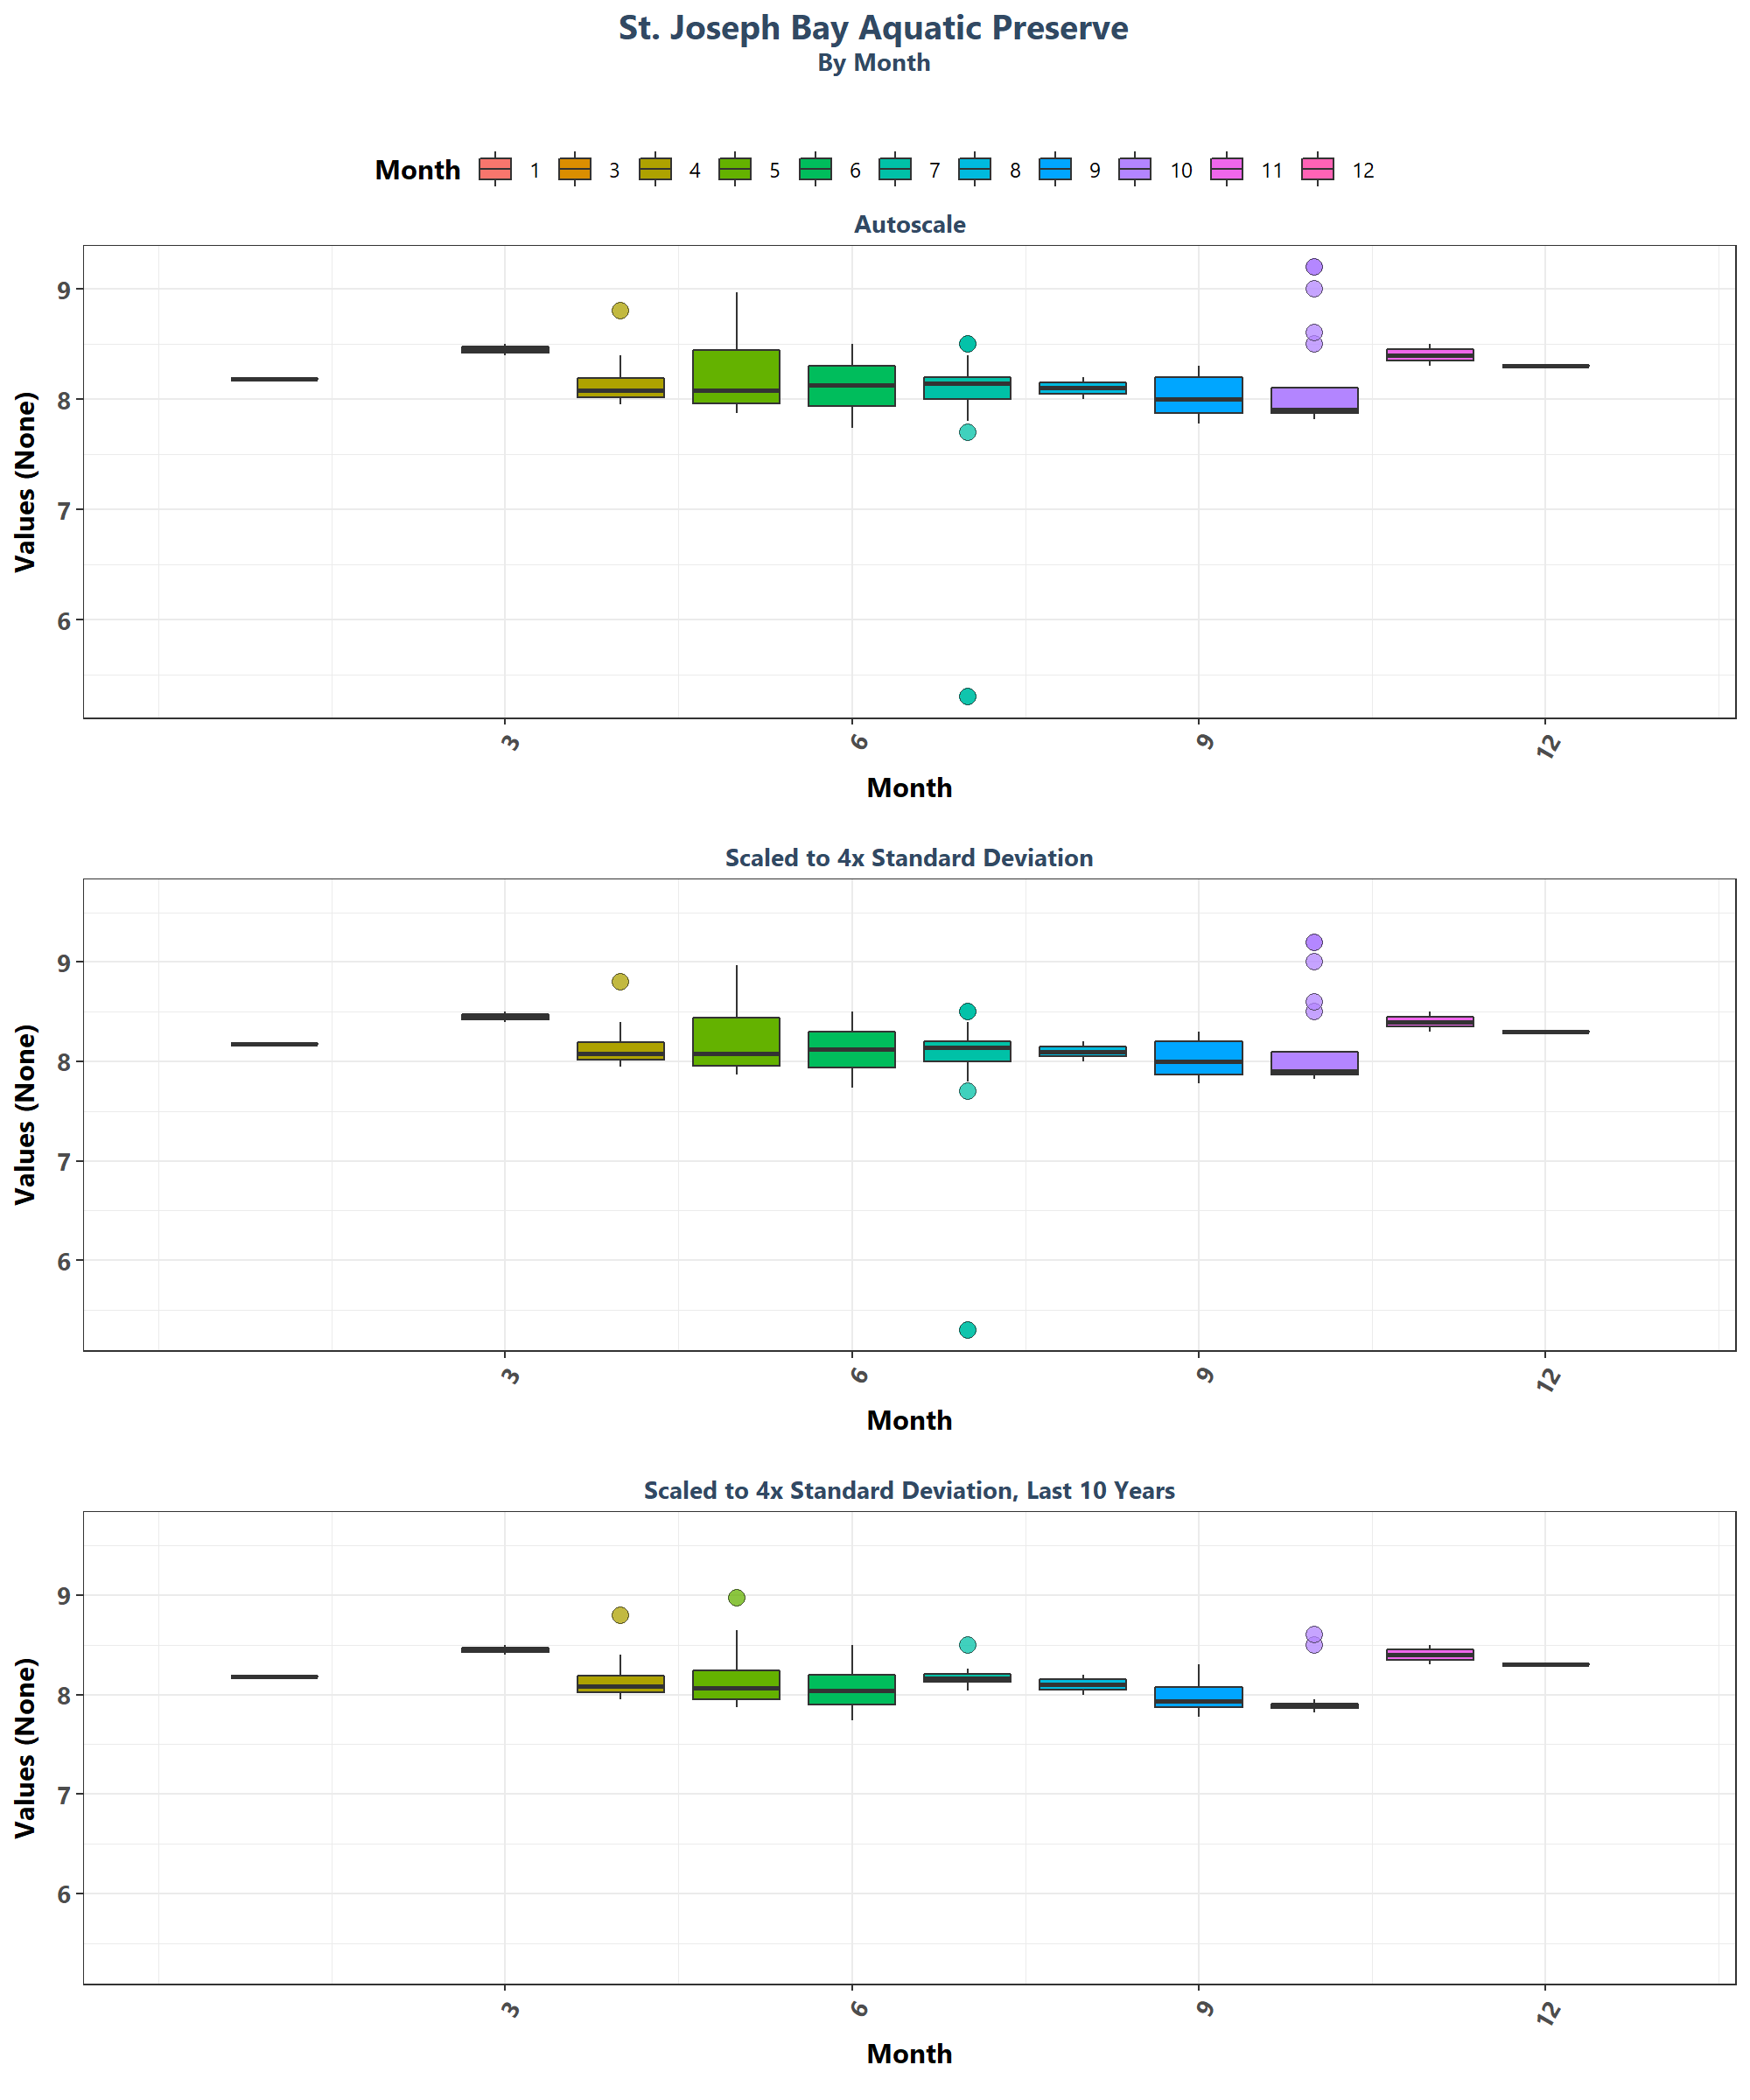 St. Joseph Bay Aquatic Preserve
By Month
Month 1 3 4 5 6 7 8 9 10 11 12
Autoscale
Values (None)
9
8
7
6
3 6 9 12
Month
Scaled to 4x Standard Deviation
Values (None)
9
8
7
6
3 6 9 12
Month
Scaled to 4x Standard Deviation, Last 10 Years
Values (None)
9
8
7
6
3 6 9 12
Month